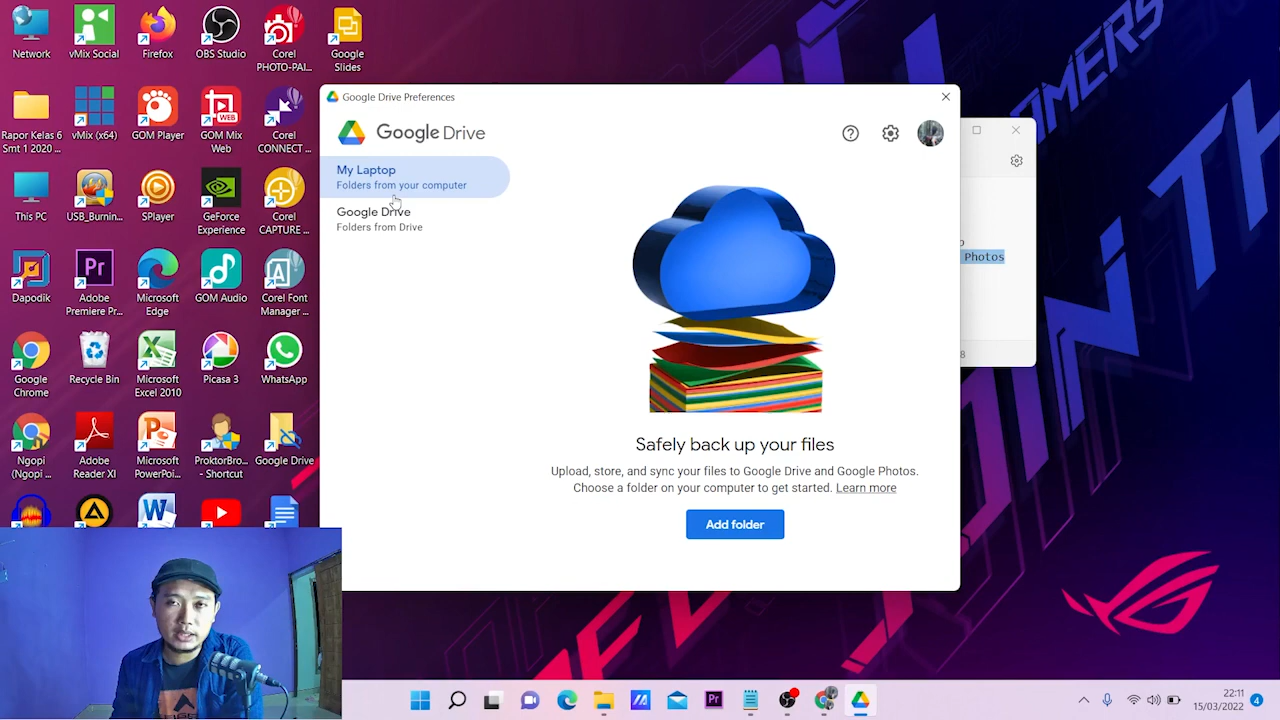 Network
vMix Social
Firefox
OBS Studio
Corel
PHOTO-PAI...
Google
Slides
Rapor Kelas 6
Smt 1 2020 ...
vMix (x64)
GOM Player
GOM Mix
Web
Corel
CONNECT ...
This PC
USB_Burnin...
SPlayer
GeForce
Experience
Corel
CAPTURE ...
Dapodik
Adobe
Premiere Pr...
Microsoft
Edge
GOM Audio
Corel Font
Manager ...
Google
Chrome
Recycle Bin
Microsoft
Excel 2010
Picasa 3
WhatsApp
Ngopi
(Ngopi ...
Adobe
Reader XI
Microsoft
PowerPoi...
ProktorBro...
- Shortcut
Google Drive
Google Drive Preferences
Google Drive
My Laptop
Folders from your computer
Google Drive
Folders from Drive
Safely back up your files
Upload, store, and sync your files to Google Drive and Google Photos.
Choose a folder on your computer to get started. Learn more
Add folder
Photos
22:11
15/03/2022
4